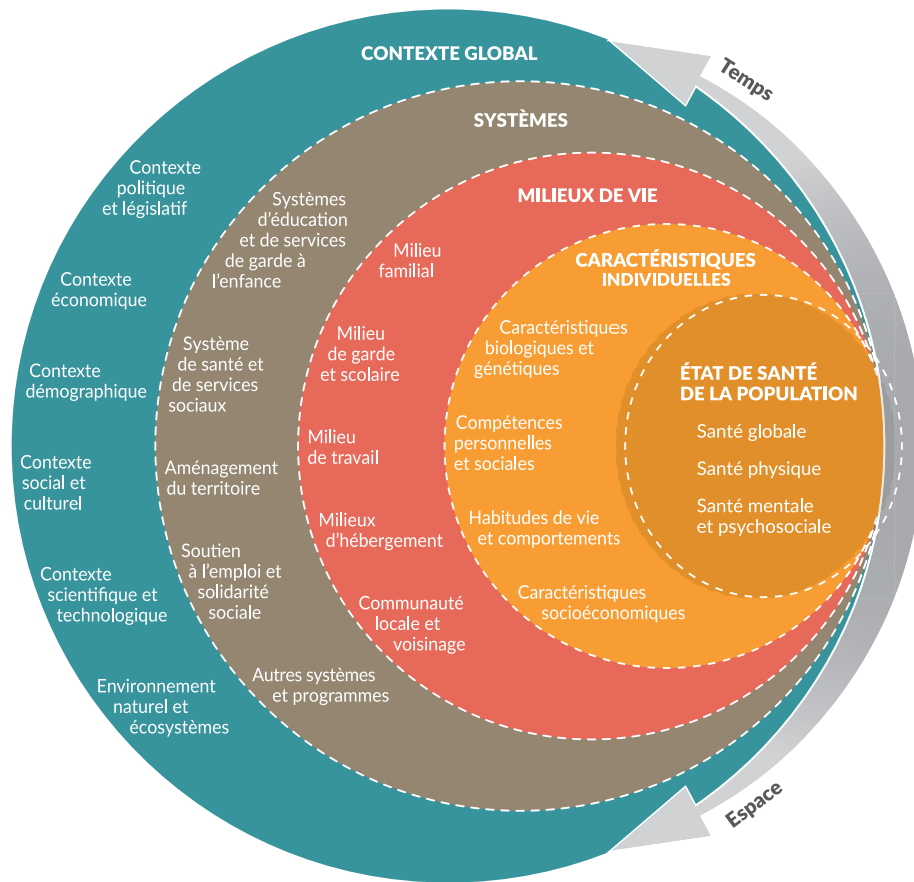 CONTEXTE GLOBAL
Contexte
politique
et législatif
Contexte
économique
Contexte
démographique
Contexte
social et
culturel
Contexte
scientifique et
technologique
Environnement
naturel et
écosystèmes
SYSTÈMES
Systèmes
d'éducation
et de services
de garde à
l'enfance
Système
de santé et
de services
sociaux
Aménagement
du territoire
Soutien
à l'emploi et
solidarité
sociale
Autres systèmes
et programmes
MILIEUX DE VIE
Milieu
familial
Milieu
de garde
et scolaire
Milieu
de travail
Milieux
d'hébergement
Communauté
locale et
voisinage
CARACTÉRISTIQUES
INDIVIDUELLES
Caractéristiques
biologiques et
génétiques
Compétences
personnelles
et sociales
Habitudes de vie
et comportements
Caractéristiques
socioéconomiques
ÉTAT DE SANTÉ
DE LA POPULATION
Santé globale
Santé physique
Santé mentale
et psychosociale
Temps
Espace